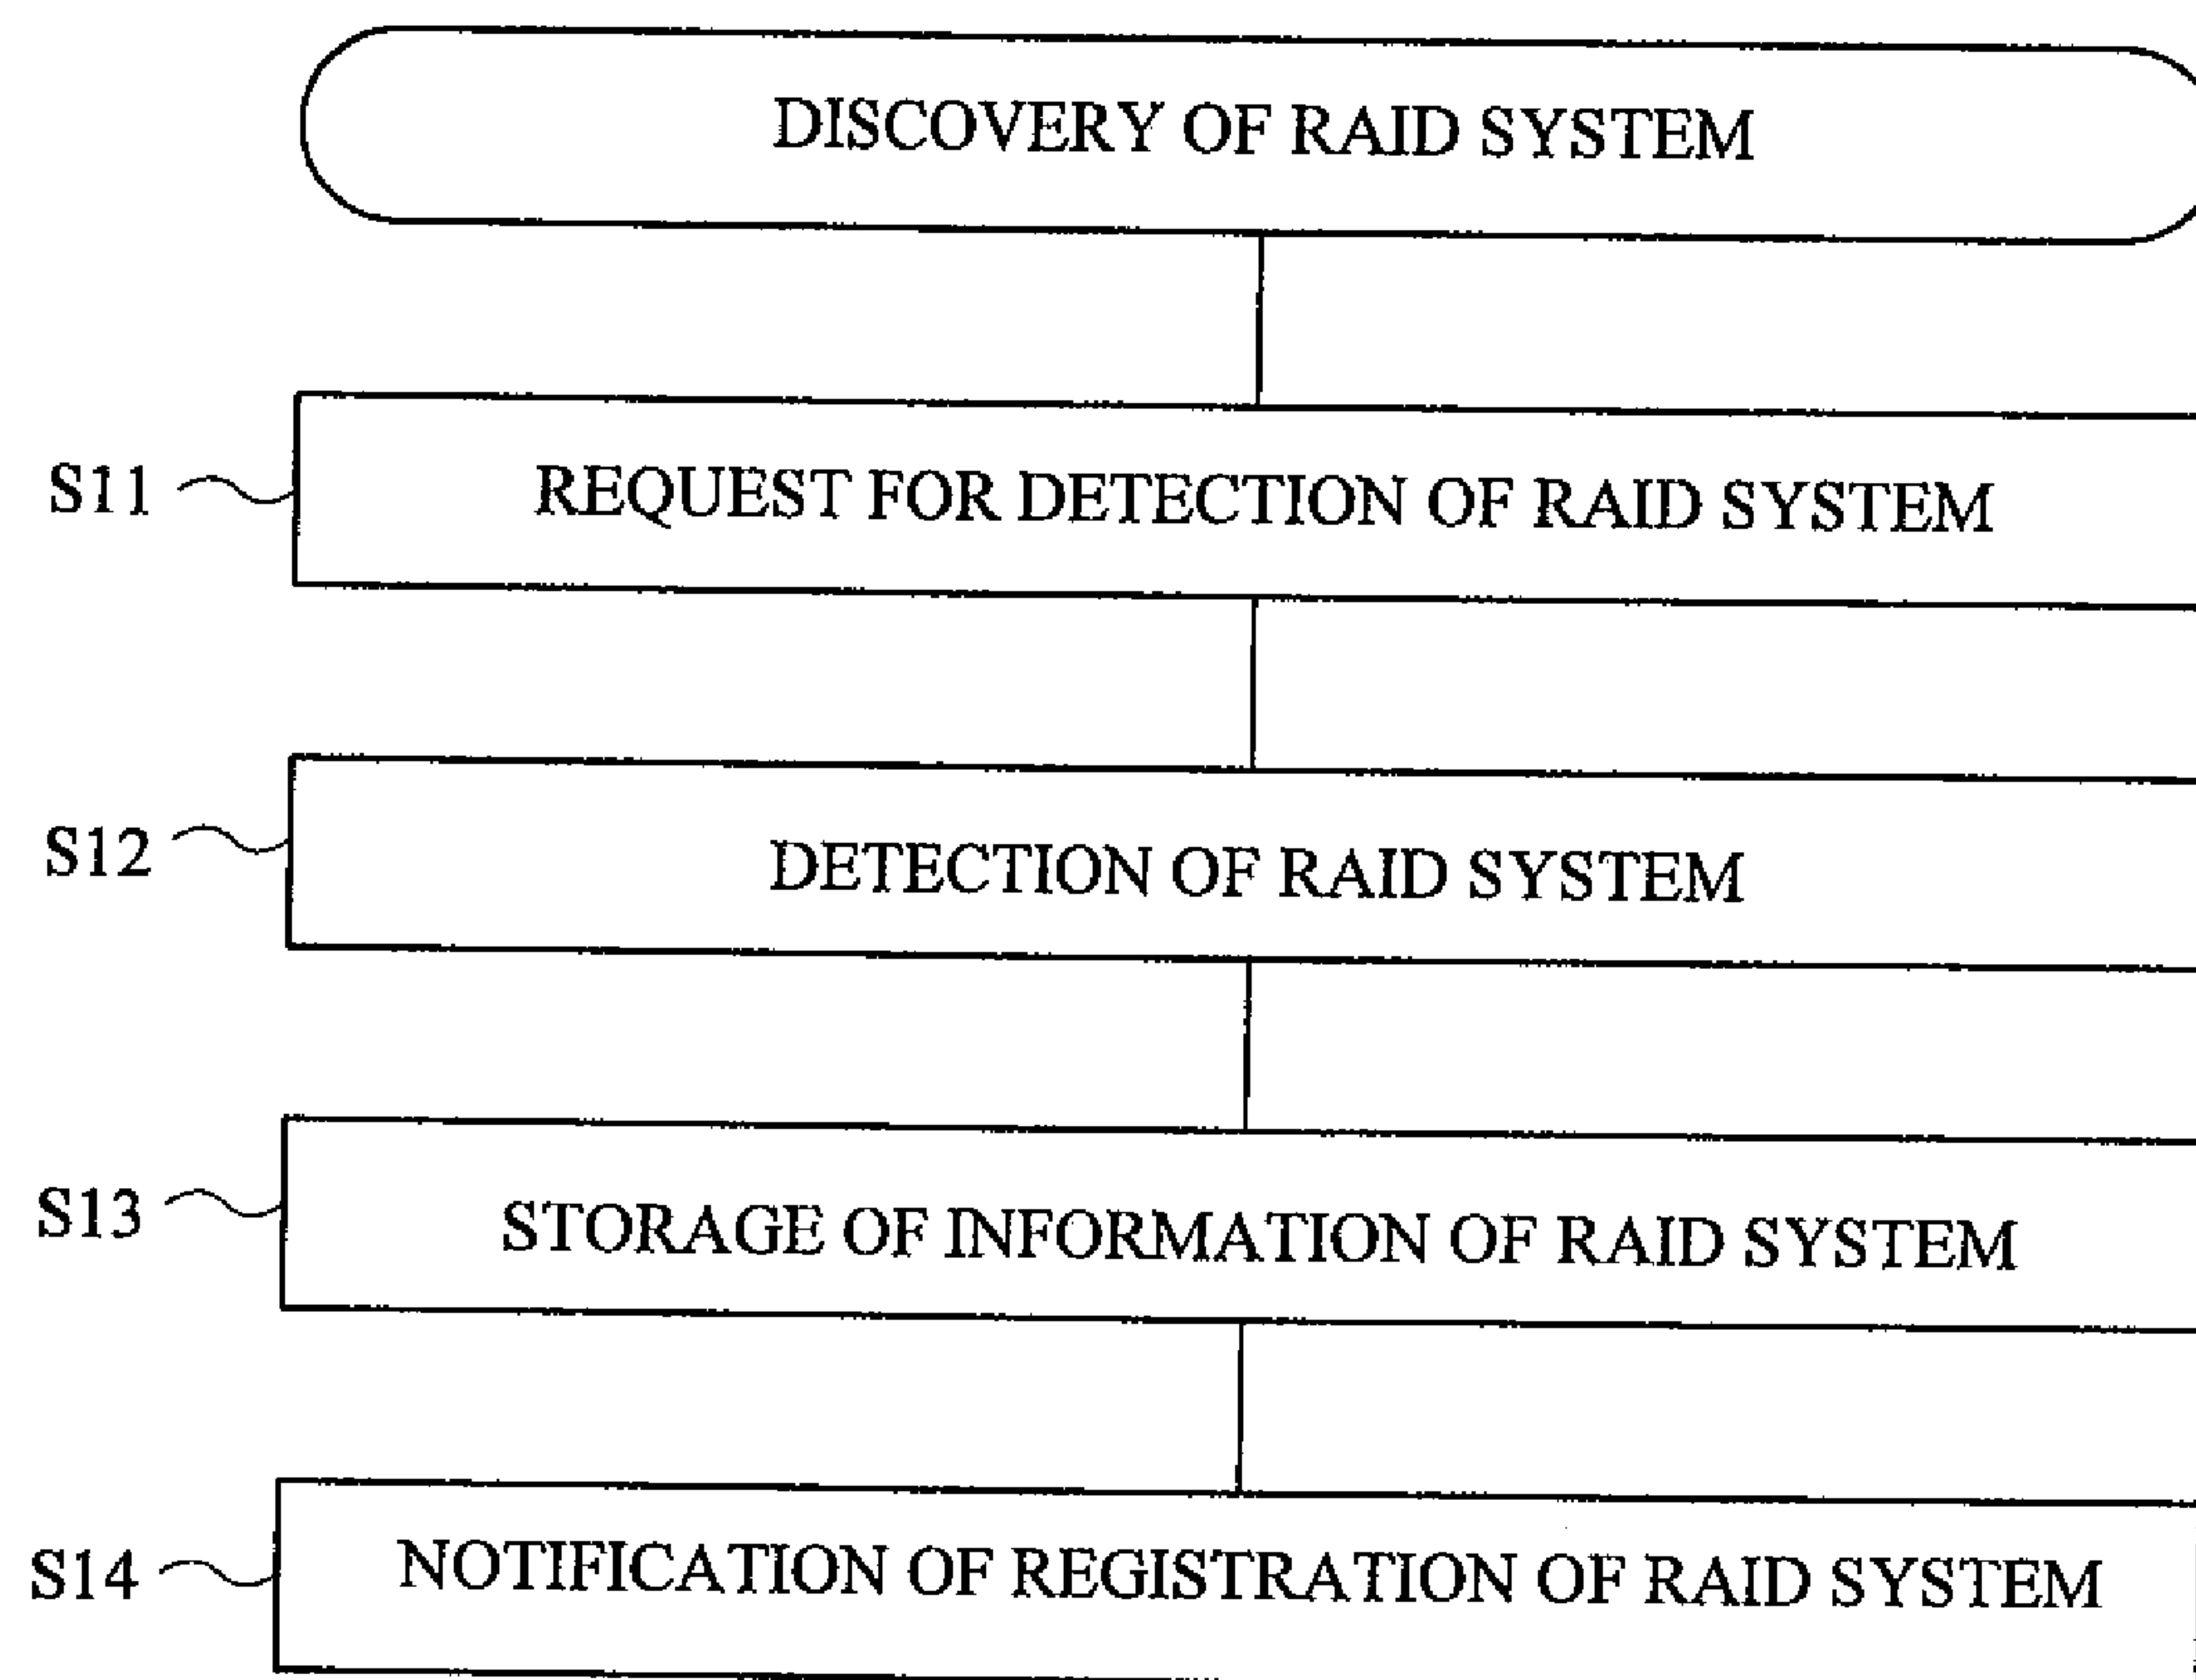 DISCOVERY OF RAID SYSTEM
S11 REQUEST FOR DETECTION OF RAID SYSTEM
S12 DETECTION OF RAID SYSTEM
S13 STORAGE OF INFORMATION OF RAID SYSTEM
S14 NOTIFICATION OF REGISTRATION OF RAID SYSTEM